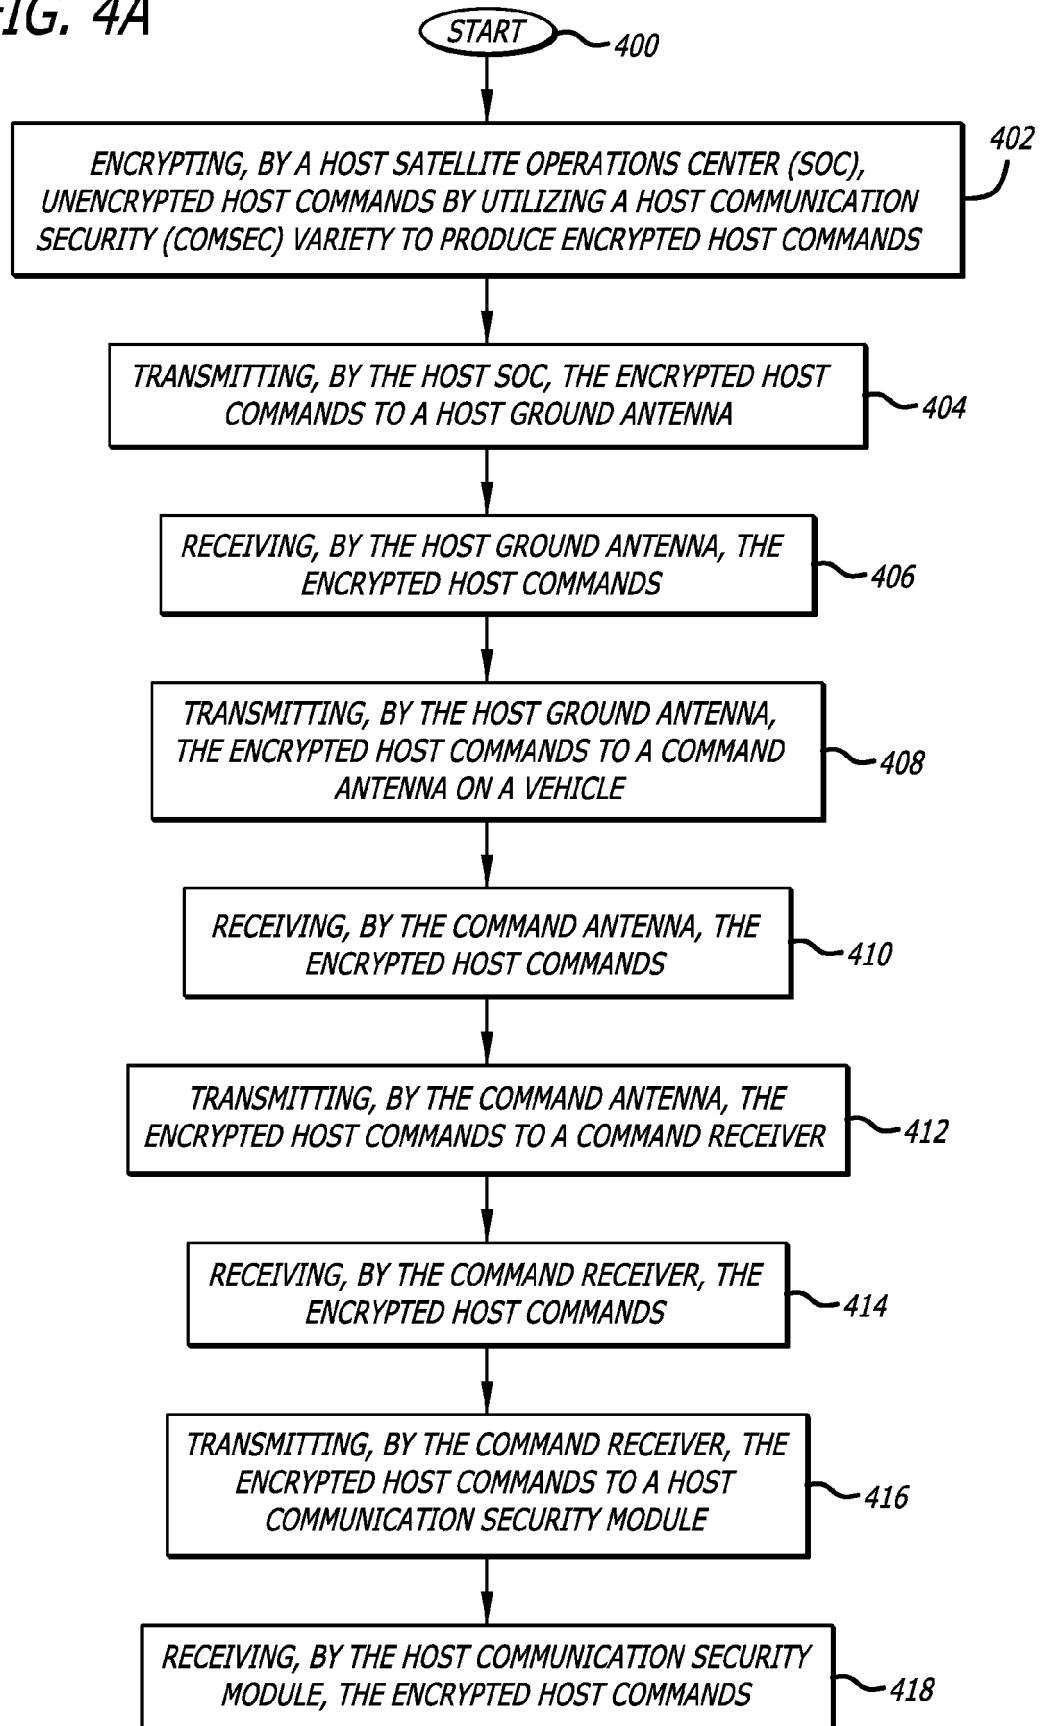 FIG. 4A
START
400
402
ENCRYPTING, BY A HOST SATELLITE OPERATIONS CENTER (SOC),
UNENCRYPTED HOST COMMANDS BY UTILIZING A HOST COMMUNICATION
SECURITY (COMSEC) VARIETY TO PRODUCE ENCRYPTED HOST COMMANDS
TRANSMITTING, BY THE HOST SOC, THE ENCRYPTED HOST
COMMANDS TO A HOST GROUND ANTENNA
404
RECEIVING, BY THE HOST GROUND ANTENNA, THE
ENCRYPTED HOST COMMANDS
406
TRANSMITTING, BY THE HOST GROUND ANTENNA,
THE ENCRYPTED HOST COMMANDS TO A COMMAND
ANTENNA ON A VEHICLE
408
RECEIVING, BY THE COMMAND ANTENNA, THE
ENCRYPTED HOST COMMANDS
410
TRANSMITTING, BY THE COMMAND ANTENNA, THE
ENCRYPTED HOST COMMANDS TO A COMMAND RECEIVER
412
RECEIVING, BY THE COMMAND RECEIVER, THE
ENCRYPTED HOST COMMANDS
414
TRANSMITTING, BY THE COMMAND RECEIVER, THE
ENCRYPTED HOST COMMANDS TO A HOST
COMMUNICATION SECURITY MODULE
416
RECEIVING, BY THE HOST COMMUNICATION SECURITY
MODULE, THE ENCRYPTED HOST COMMANDS
418